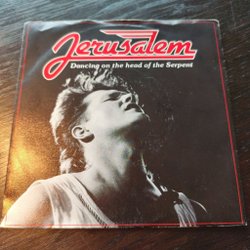 Jerusalem
Dancing on the head of the Serpent